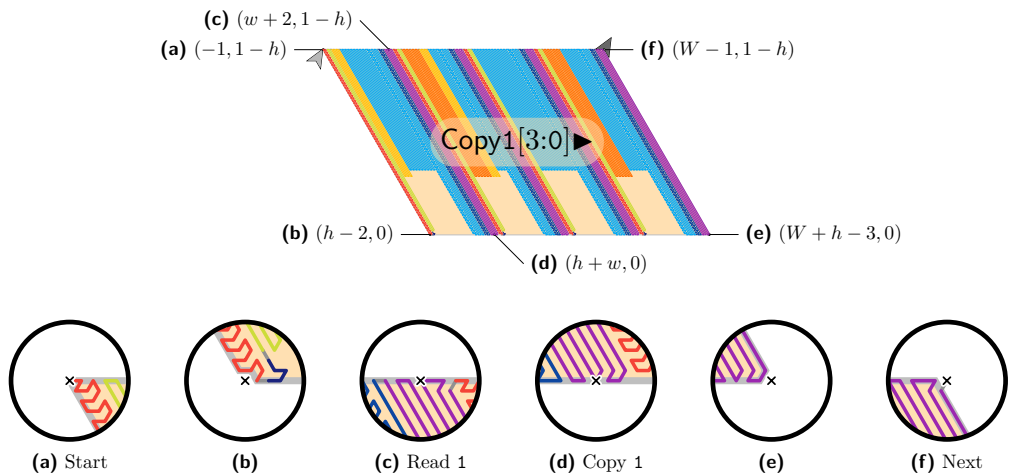 (c) (w + 2, 1 − h)
(a) (−1, 1 − h)
(f) (W − 1, 1 − h)
Copy1[3:0]▶
(b) (h − 2, 0)
(e) (W + h − 3, 0)
(d) (h + w, 0)
(a) Start
(b)
(c) Read 1
(d) Copy 1
(e)
(f) Next